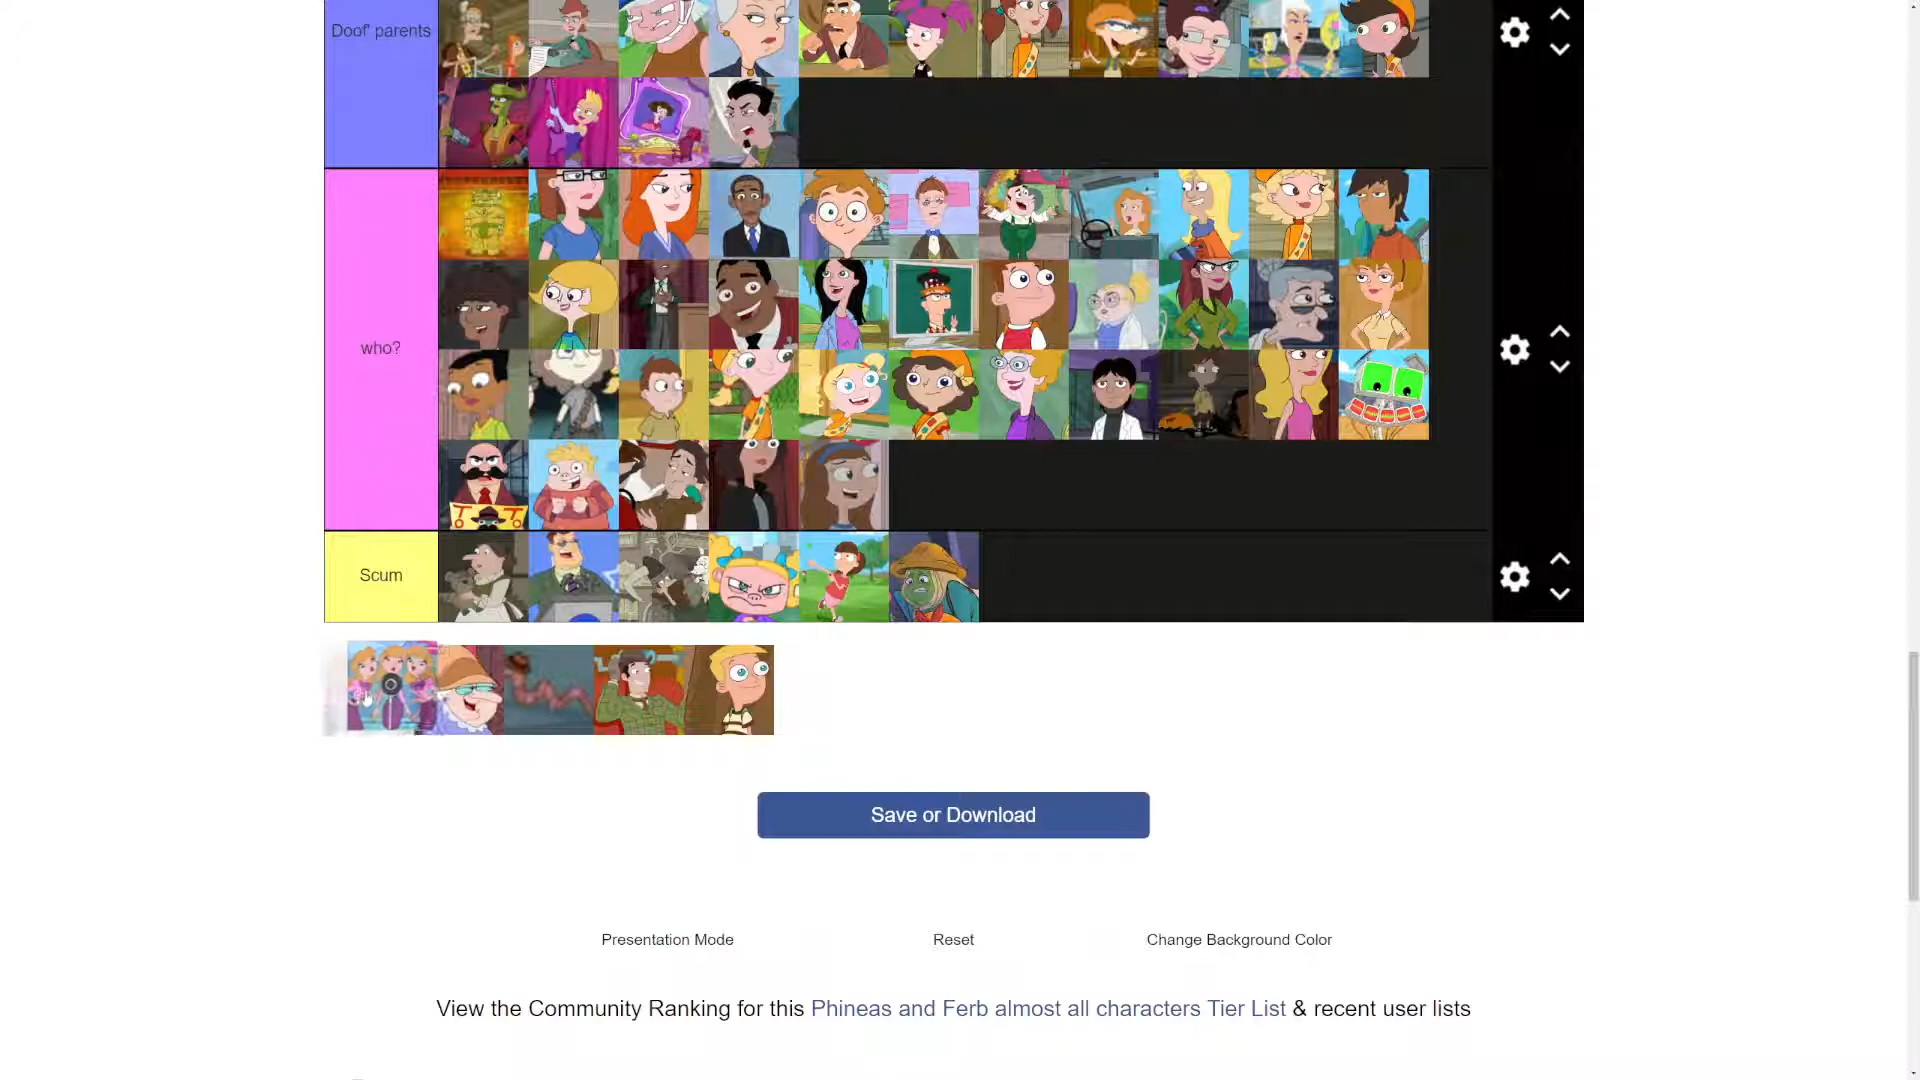 Doof' parents
who?
Scum
Save or Download
Presentation Mode
Reset
Change Background Color
View the Community Ranking for this Phineas and Ferb almost all characters Tier List & recent user lists